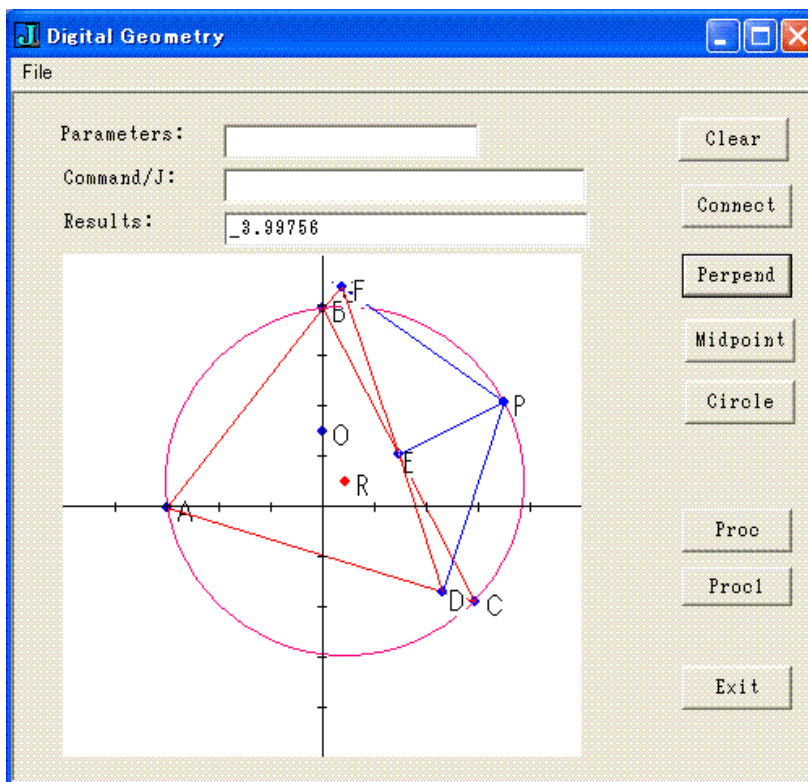 J Digital Geometry
File
Parameters:
Clear
Command/J:
Connect
Results:
_3.99756
Perpend
F
B
Midpoint
Circle
P
O
E
R
A
Proc
D
C
Proc1
Exit